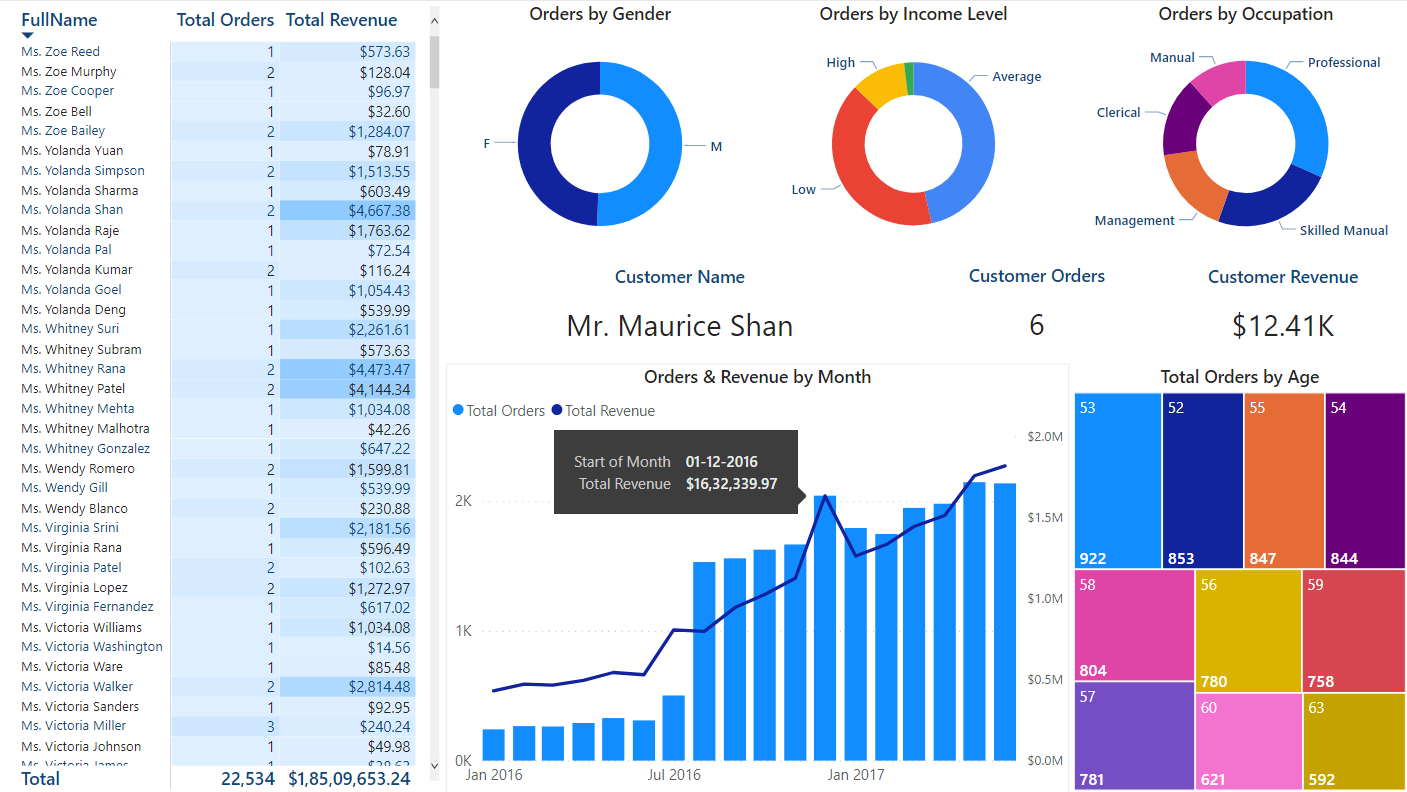 FullName Total Orders Total Revenue
Ms. Zoe Reed 1 $573.63
Ms. Zoe Murphy 2 $128.04
Ms. Zoe Cooper 1 $96.97
Ms. Zoe Bell 1 $32.60
Ms. Zoe Bailey 2 $1,284.07
Ms. Yolanda Yuan 1 $78.91
Ms. Yolanda Simpson 2 $1,513.55
Ms. Yolanda Sharma 1 $603.49
Ms. Yolanda Shan 2 $4,667.38
Ms. Yolanda Raje 1 $1,763.62
Ms. Yolanda Pal 1 $72.54
Ms. Yolanda Kumar 2 $116.24
Ms. Yolanda Goel 1 $1,054.43
Ms. Yolanda Deng 1 $539.99
Ms. Whitney Suri 1 $2,261.61
Ms. Whitney Subram 1 $573.63
Ms. Whitney Rana 2 $4,473.47
Ms. Whitney Patel 2 $4,144.34
Ms. Whitney Mehta 1 $1,034.08
Ms. Whitney Malhotra 1 $42.26
Ms. Whitney Gonzalez 1 $647.22
Ms. Wendy Romero 2 $1,599.81
Ms. Wendy Gill 1 $539.99
Ms. Wendy Blanco 2 $230.88
Ms. Virginia Srini 1 $2,181.56
Ms. Virginia Rana 1 $596.49
Ms. Virginia Patel 2 $102.63
Ms. Virginia Lopez 2 $1,272.97
Ms. Virginia Fernandez 1 $617.02
Ms. Victoria Williams 1 $1,034.08
Ms. Victoria Washington 1 $14.56
Ms. Victoria Ware 1 $85.48
Ms. Victoria Walker 2 $2,814.48
Ms. Victoria Sanders 1 $92.95
Ms. Victoria Miller 3 $240.24
Ms. Victoria Johnson 1 $49.98
Ms. Victoria James
Total 22,534 $1,85,09,653.24
Orders by Gender
F
M
Orders by Income Level
High
Average
Low
Orders by Occupation
Manual
Professional
Clerical
Management
Skilled Manual
Customer Name
Mr. Maurice Shan
Customer Orders
6
Customer Revenue
$12.41K
Orders & Revenue by Month
Total Orders Total Revenue
Start of Month 01-12-2016
Total Revenue $16,32,339.97
2K
1K
0K
$2.0M
$1.5M
$1.0M
$0.5M
$0.0M
Jan 2016 Jul 2016 Jan 2017
Total Orders by Age
53 52 55 54
922 853 847 844
58 56 59
804 780 758
57 60 63
781 621 592